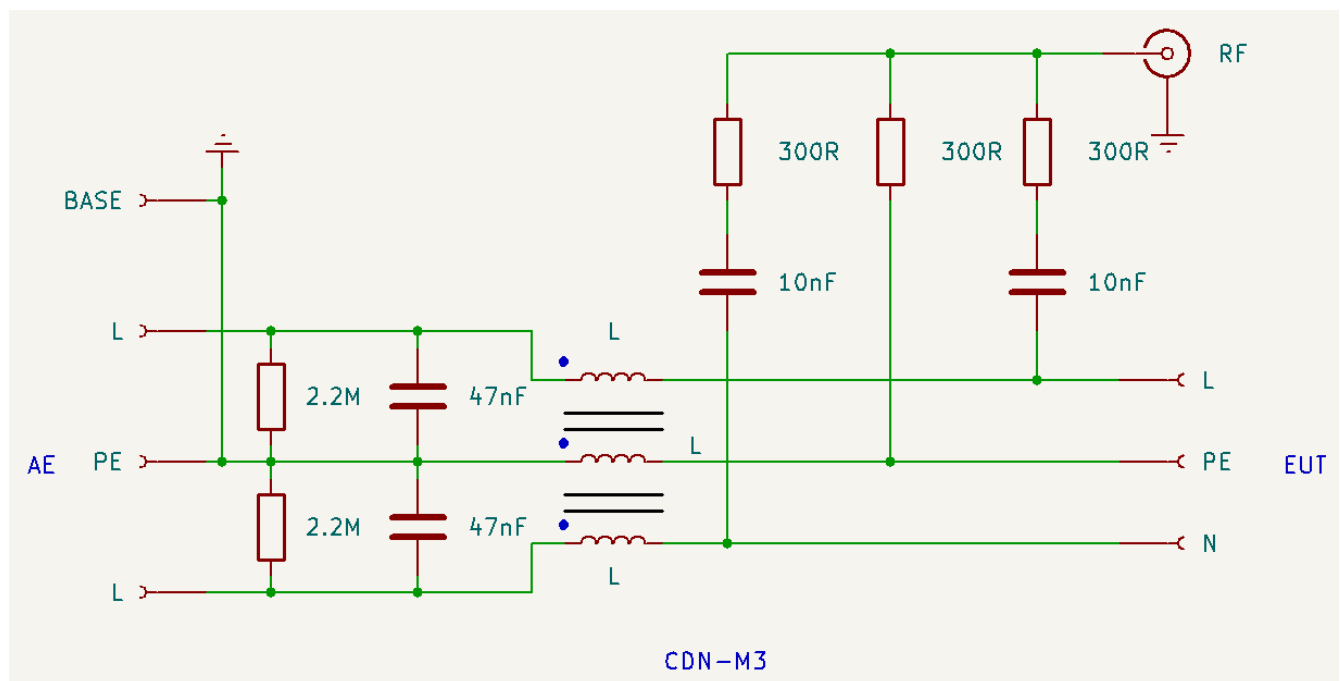 RF
300R
300R
300R
BASE
10nF
10nF
L
L
2.2M
47nF
L
AE
PE
L
PE
EUT
2.2M
47nF
N
L
L
CDN-M3